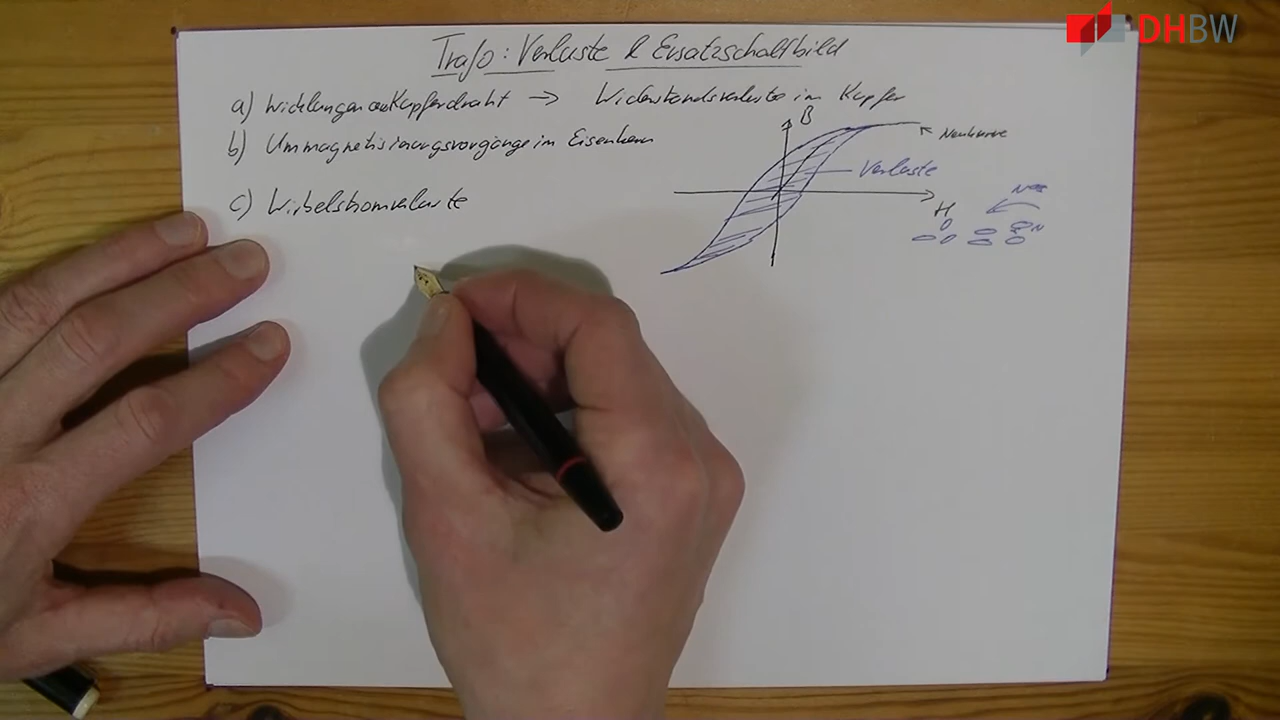 DHBW
Trafo: Verluste & Ersatzschaltbild
a) Wicklungen aus Kupferdraht → Widerstandsverluste im Kupfer
b) Ummagnetisierungsvorgänge im Eisenkern
B
Neukurve
Verluste
c) Wirbelstromverluste
H
N